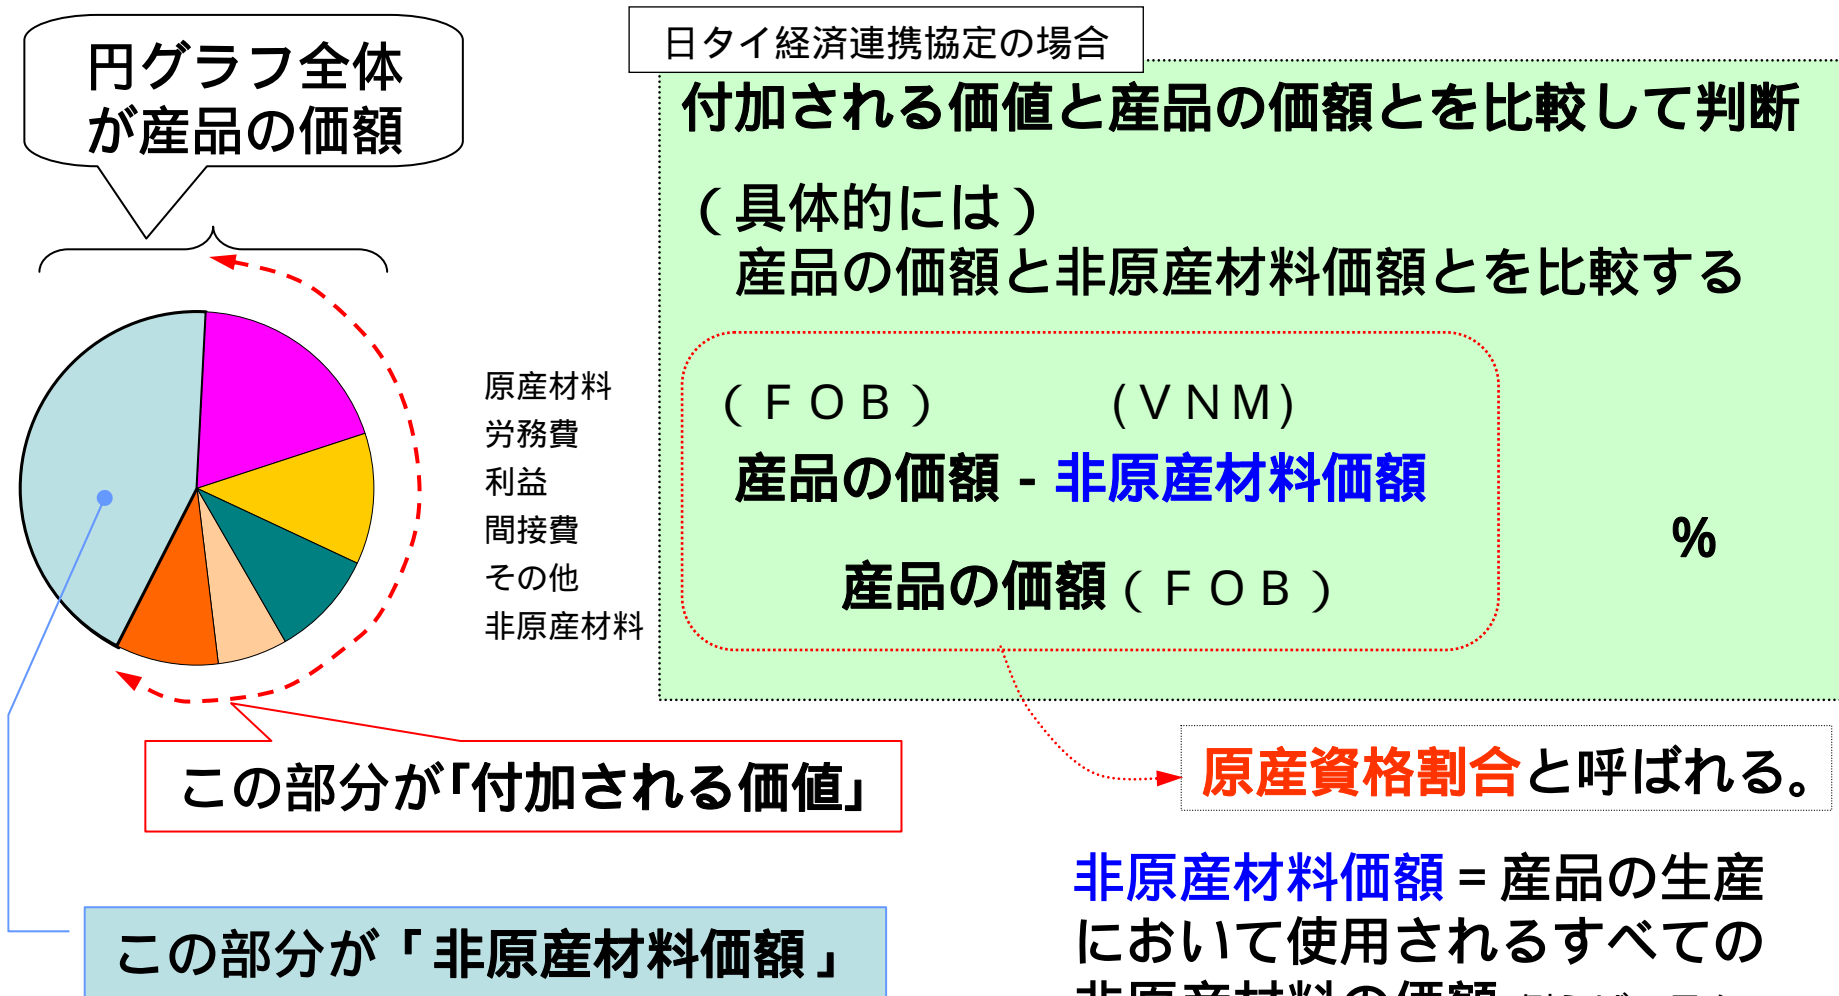 円グラフ全体
が産品の価額
日タイ経済連携協定の場合
付加される価値と産品の価額とを比較して判断
（具体的には）
産品の価額と非原産材料価額とを比較する
（ＦＯＢ） (ＶＮＭ)
産品の価額 - 非原産材料価額
産品の価額（ＦＯＢ）
%
原産材料
労務費
利益
間接費
その他
非原産材料
この部分が「付加される価値」
原産資格割合と呼ばれる。
この部分が「非原産材料価額」
非原産材料価額 = 産品の生産
において使用されるすべての
非原産材料の価額